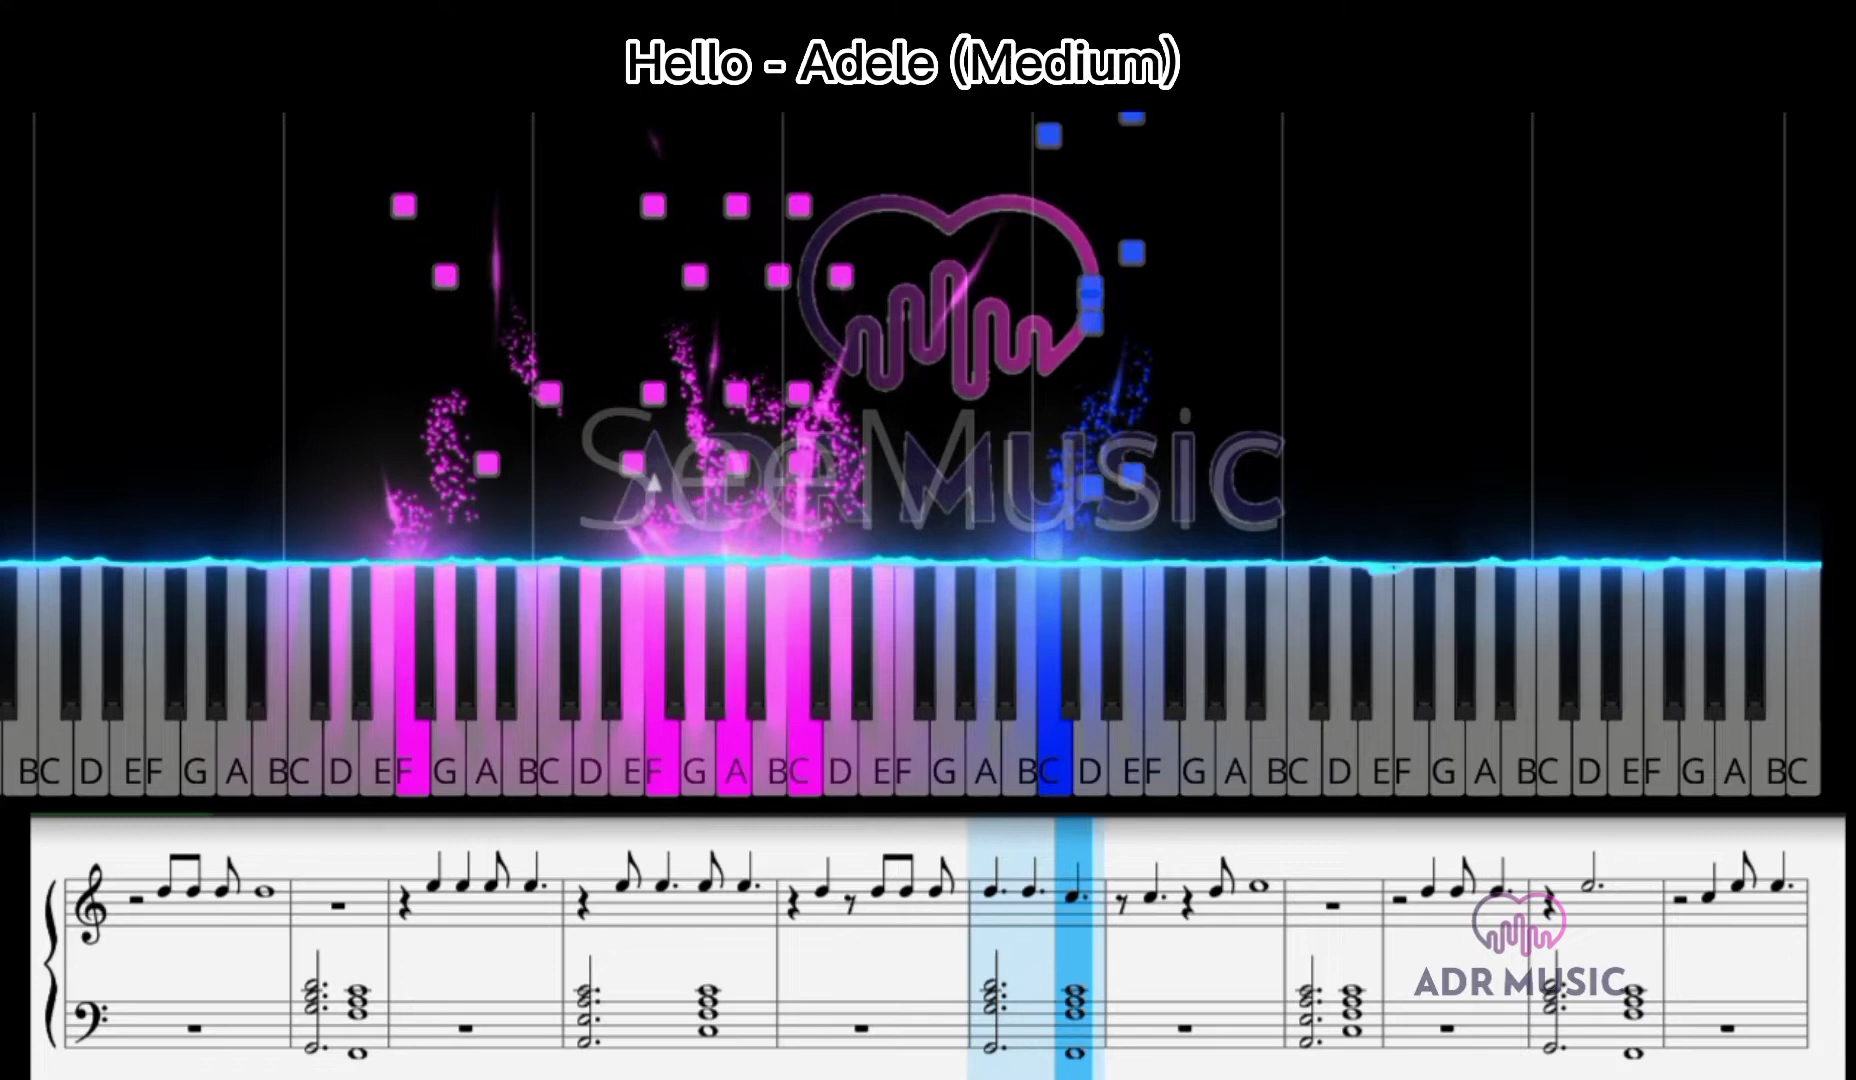 Hello - Adele (Medium)
SeeMusic
BC D EF G A BC D EF G A BC D EF G A BC D EF G A BC D EF G A BC D EF G A BC D EF G A BC
ADR MUSIC